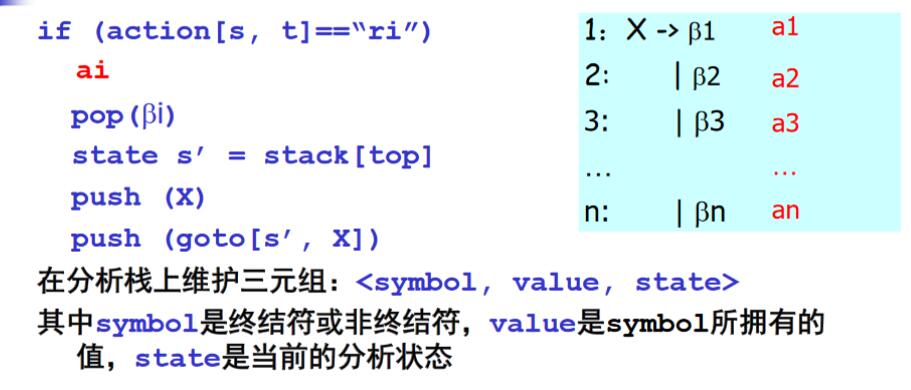 if (action[s, t]=="ri")
ai
pop(βi)
state s′ = stack[top]
push (X)
push (goto[s′, X])
1: X -> β1 a1
2: | β2 a2
3: | β3 a3
... ...
n: | βn an
在分析栈上维护三元组：<symbol, value, state>
其中symbol是终结符或非终结符，value是symbol所拥有的
值，state是当前的分析状态